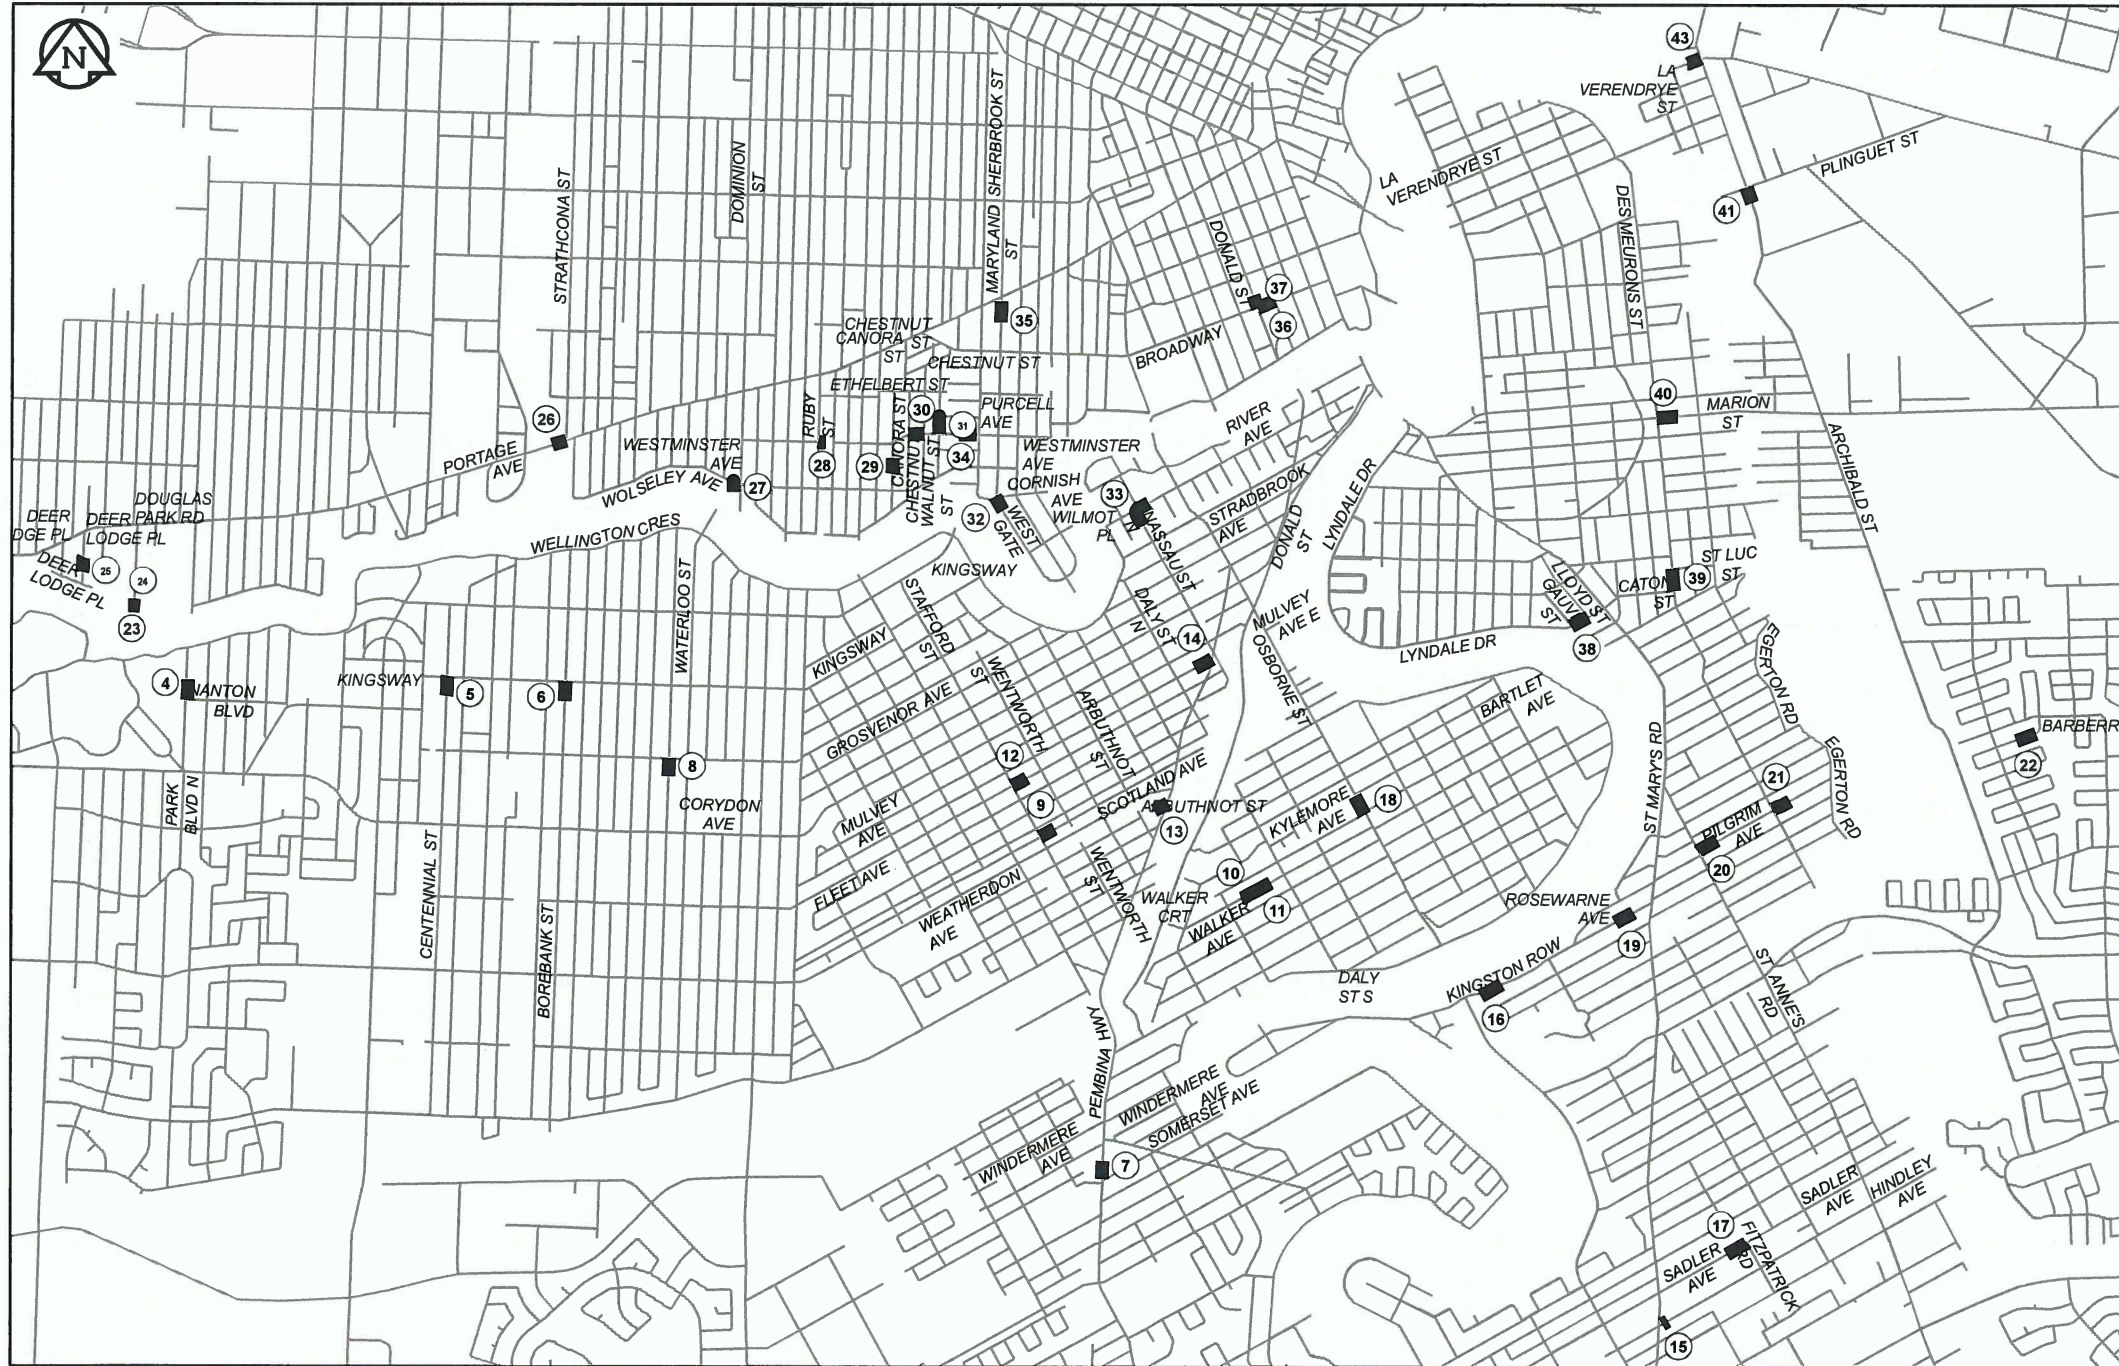 N
43
LA
VERENDRYE
ST
MARYLAND ST
SHERBROOK ST
DOMINION
ST
STRATHCONA ST
LA
VERENDRYE ST
PLINGUET ST
41
DES MEURONS ST
DONALD ST
37
36
35
BROADWAY
CHESTNUT
ST
CANORA
ST
CHESTNUT ST
ETHELBERT ST
RUBY
ST
CANORA ST
30
31
PURCELL
AVE
40
MARION
ST
26
PORTAGE
AVE
WESTMINSTER
AVE
28
29
CHESTNUT
ST
WALNUT ST
34
WESTMINSTER
AVE
RIVER
AVE
ARCHIBALD ST
WOLSELEY AVE
27
CORNISH
AVE
32
WEST
GATE
33
WILMOT
PL
NASSAU ST
N
STRADBROOK
AVE
DONALD
ST
LYNDALE DR
DOUGLAS
PARK RD
DEER
DGE PL
DEER
LODGE PL
DEER
LODGE PL
25
24
23
WELLINGTON CRES
KINGSWAY
WATERLOO ST
STAFFORD
ST
DALY ST
N
14
MULVEY
AVE E
OSBORNE ST
LLOYD ST
CATON
ST
39
ST LUC
ST
38
LYNDALE DR
EGERTON RD
4
NANTON
BLVD
KINGSWAY
5
6
KINGSWAY
GROSVENOR AVE
WENTWORTH
ST
ARBUTHNOT
ST
BARTLET
AVE
ST MARY'S RD
BARBERR
22
8
CORYDON
AVE
PARK
BLVD N
12
9
SCOTLAND AVE
ARBUTHNOT ST
13
KYLEMORE
AVE
18
21
EGERTON RD
PILGRIM
AVE
20
MULVEY
AVE
FLEET AVE
WEATHERDON
AVE
WENTWORTH
ST
WALKER
CRT
10
11
WALKER
AVE
ROSEWARNE
AVE
19
CENTENNIAL ST
BOREBANK ST
DALY
ST S
KINGSTON ROW
16
ST ANNE'S
RD
PEMBINA HWY
WINDERMERE
AVE
SOMERSET AVE
WINDERMERE
AVE
7
SADLER
AVE
HINDLEY
AVE
17
FITZPATRICK
RD
SADLER
AVE
15